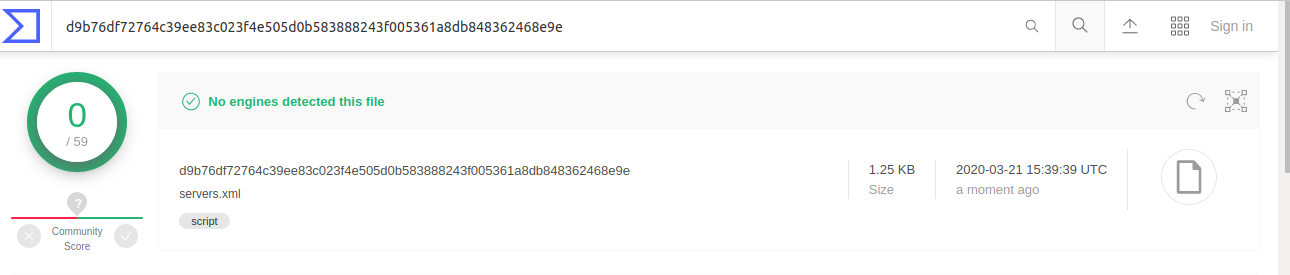 d9b76df72764c39ee83c023f4e505d0b583888243f005361a8db848362468e9e
Sign in
0
/ 59
No engines detected this file
d9b76df72764c39ee83c023f4e505d0b583888243f005361a8db848362468e9e
servers.xml
script
1.25 KB
Size
2020-03-21 15:39:39 UTC
a moment ago
?
Community
Score